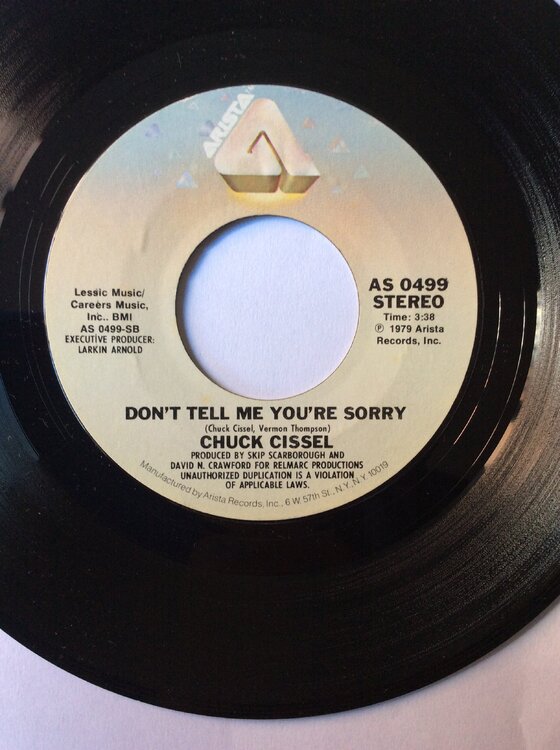 ARISTA™
Lessic Music/
Careers Music,
Inc.. BMI
AS 0499-SB
EXECUTIVE PRODUCER:
LARKIN ARNOLD
AS 0499
STEREO
Time: 3:38
℗ 1979 Arista
Records, Inc.
DON'T TELL ME YOU'RE SORRY
(Chuck Cissel, Vermon Thompson)
CHUCK CISSEL
PRODUCED BY SKIP SCARBOROUGH AND
DAVID N. CRAWFORD FOR RELMARC PRODUCTIONS
UNAUTHORIZED DUPLICATION IS A VIOLATION
OF APPLICABLE LAWS.
Manufactured by Arista Records, Inc., 6 W. 57th St., N.Y., N.Y. 10019